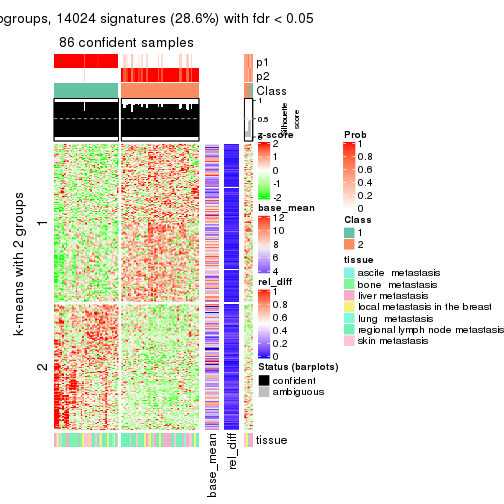 ogroups, 14024 signatures (28.6%) with fdr < 0.05
86 confident samples
p1
p2
Class
1
0.5
0
Silhouette
score
k-means with 2 groups
1
2
tissue
base_mean
rel_diff
z-score
2
1
0
-1
-2
base_mean
12
10
8
6
4
rel_diff
1
0.8
0.6
0.4
0.2
0
Status (barplots)
confident
ambiguous
Prob
1
0.8
0.6
0.4
0.2
0
Class
1
2
tissue
ascile metastasis
bone metastasis
liver metastasis
local metastasis in the breast
lung metastasis
regional lymph node metastasis
skin metastasis